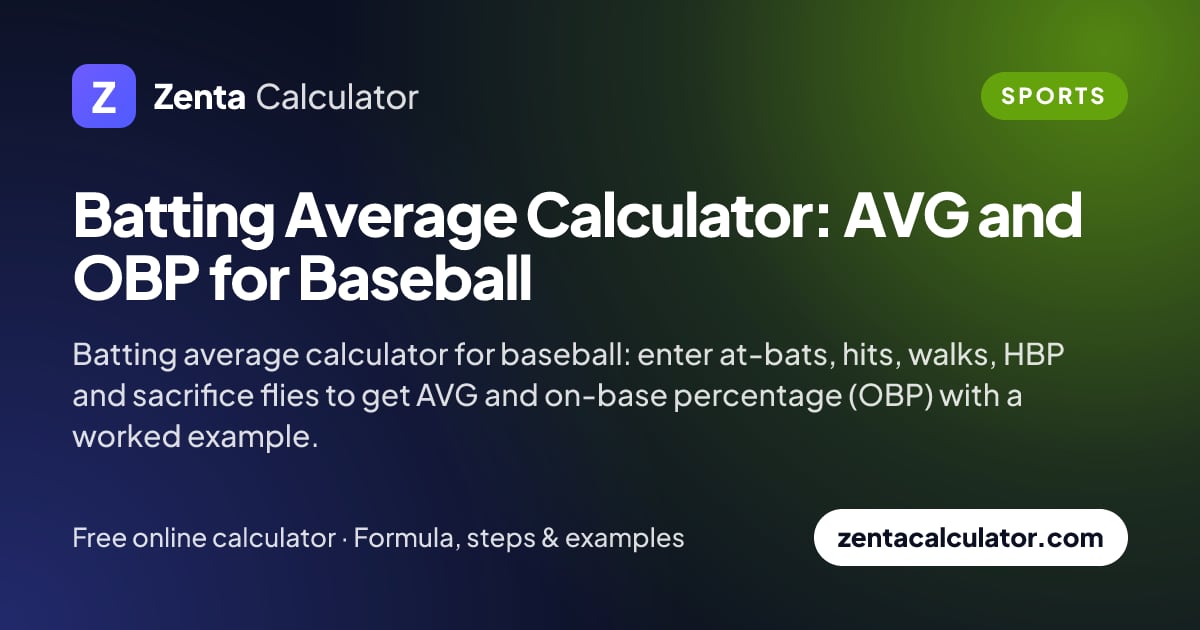 Z
Zenta Calculator
SPORTS
Batting Average Calculator: AVG and
OBP for Baseball
Batting average calculator for baseball: enter at-bats, hits, walks, HBP
and sacrifice flies to get AVG and on-base percentage (OBP) with a
worked example.
Free online calculator · Formula, steps & examples
zentacalculator.com